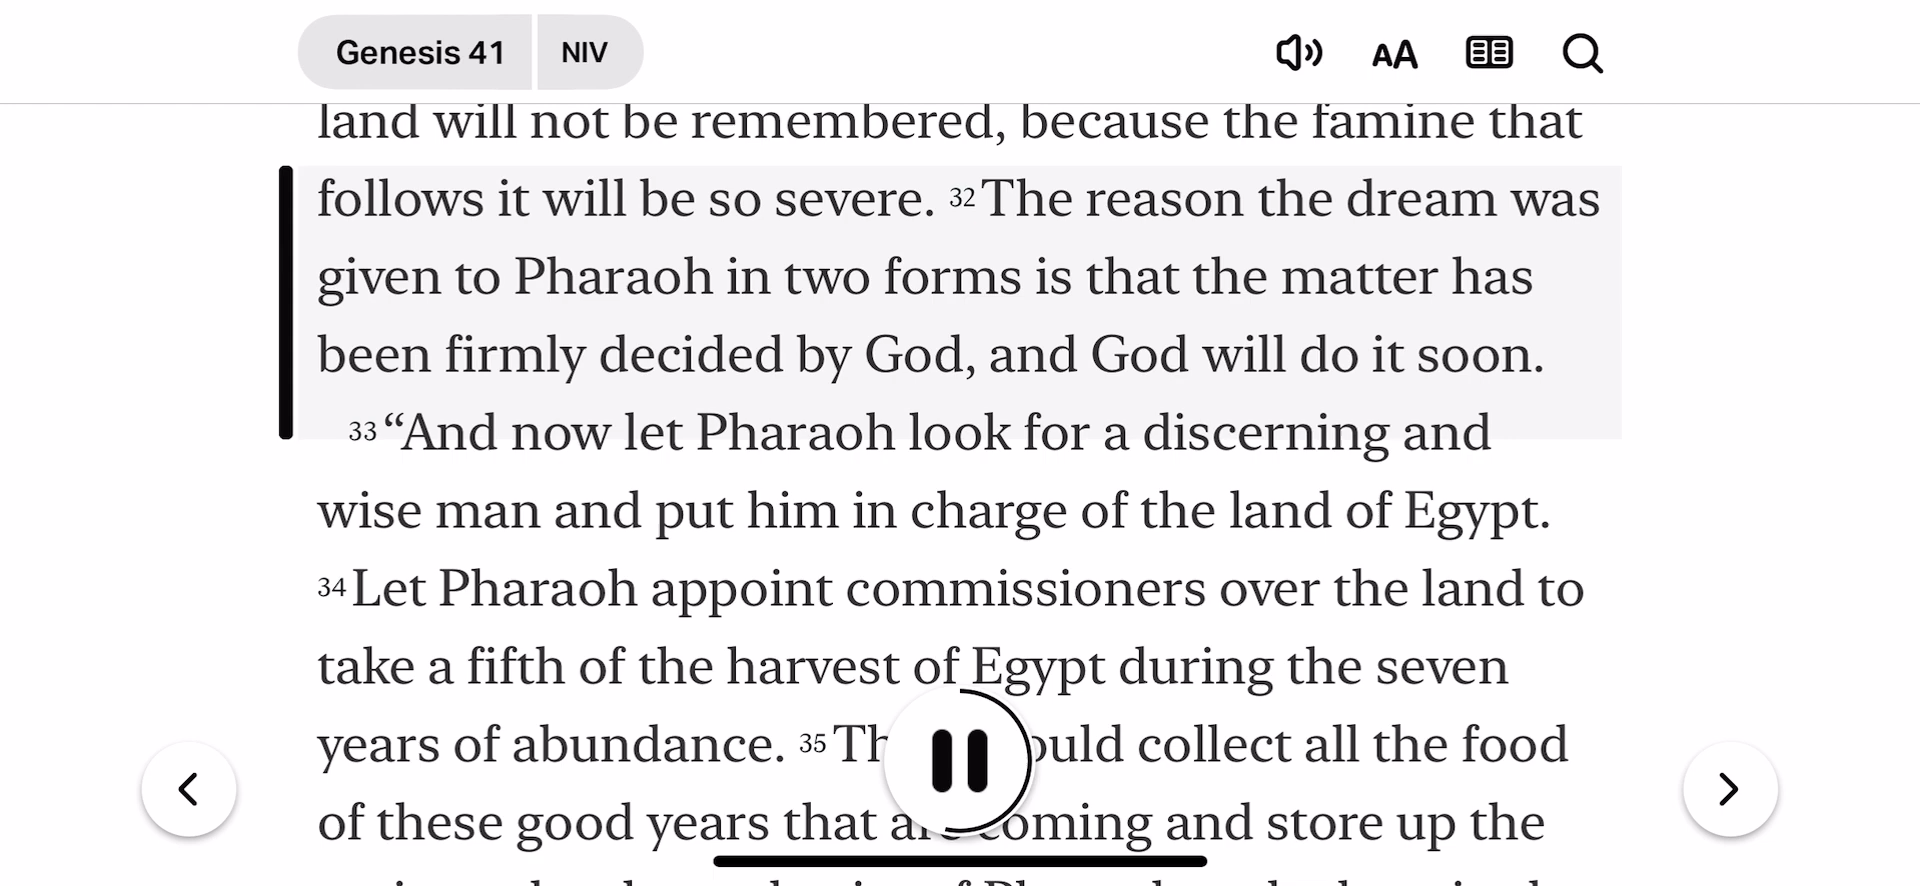 Genesis 41 NIV AA
land will not be remembered, because the famine that
follows it will be so severe. 32 The reason the dream was
given to Pharaoh in two forms is that the matter has
been firmly decided by God, and God will do it soon.
33 “And now let Pharaoh look for a discerning and
wise man and put him in charge of the land of Egypt.
34 Let Pharaoh appoint commissioners over the land to
take a fifth of the harvest of Egypt during the seven
years of abundance. 35 collect all the food
of these good years that are coming and store up the